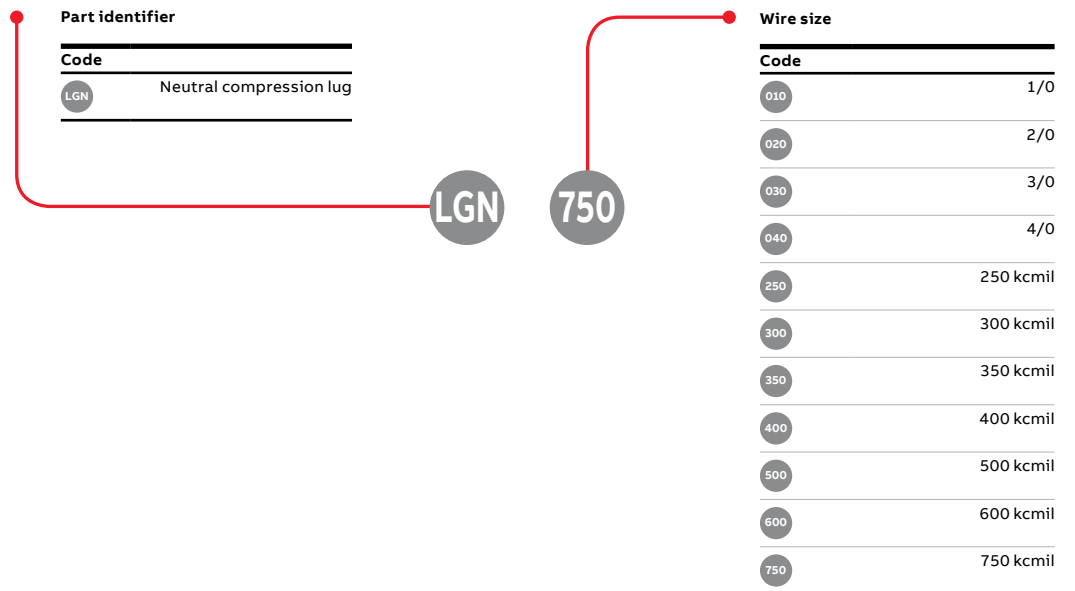 Part identifier
Code
LGN Neutral compression lug
LGN 750
Wire size
Code
010 1/0
020 2/0
030 3/0
040 4/0
250 250 kcmil
300 300 kcmil
350 350 kcmil
400 400 kcmil
500 500 kcmil
600 600 kcmil
750 750 kcmil